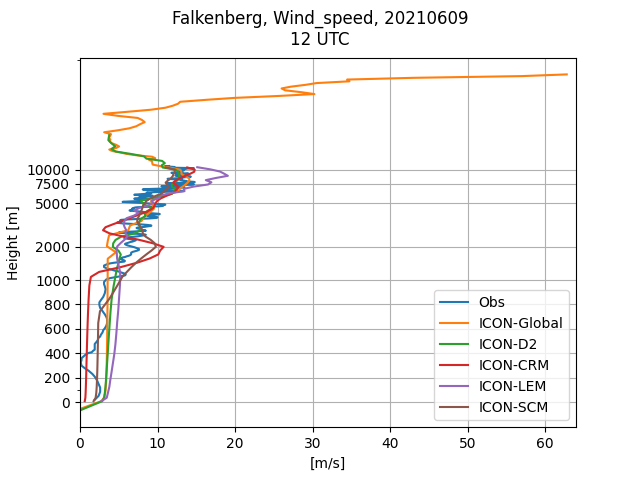 Falkenberg, Wind_speed, 20210609
12 UTC
Height [m]
10000
7500
5000
2000
1000
800
600
400
200
0
0 10 20 30 40 50 60
[m/s]
Obs
ICON-Global
ICON-D2
ICON-CRM
ICON-LEM
ICON-SCM